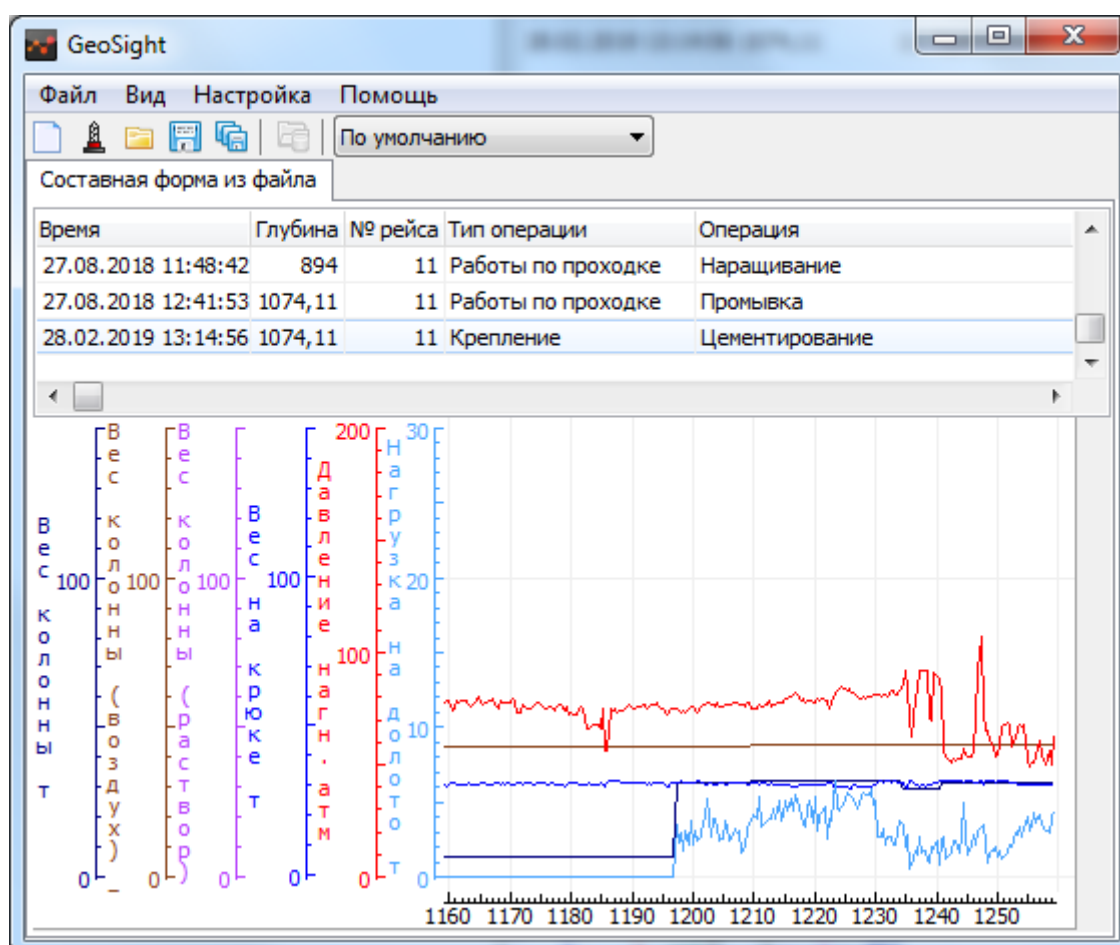 GeoSight
Файл Вид Настройка Помощь
По умолчанию
Составная форма из файла
Время Глубина № рейса Тип операции Операция
27.08.2018 11:48:42 894 11 Работы по проходке Наращивание
27.08.2018 12:41:53 1074,11 11 Работы по проходке Промывка
28.02.2019 13:14:56 1074,11 11 Крепление Цементирование
Вес колонны т
100
0
Вес колонны (воздух)_
100
0
Вес колонны (раствор)
100
0
Вес на крюке т
100
0
Давление нагн. атм
200
100
0
Нагрузка на долото т
30
20
10
0
1160 1170 1180 1190 1200 1210 1220 1230 1240 1250